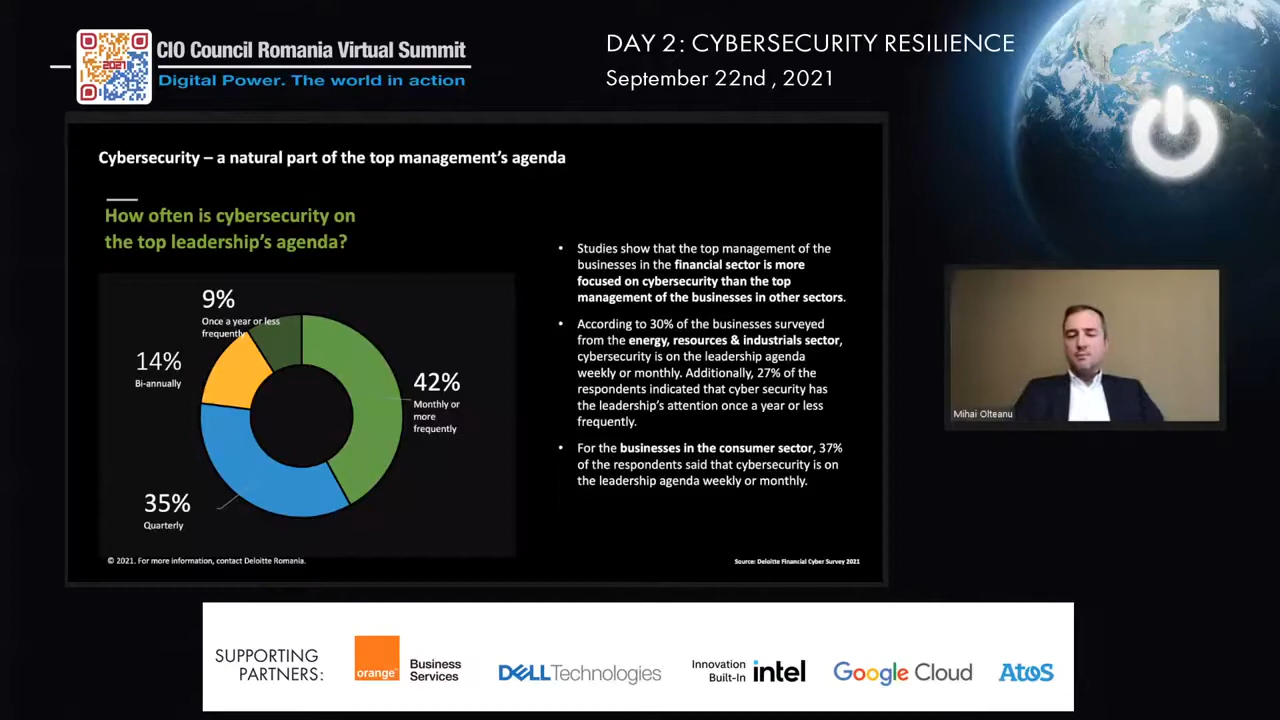 2021
CIO Council Romania Virtual Summit
Digital Power. The world in action
DAY 2: CYBERSECURITY RESILIENCE
September 22nd , 2021
Cybersecurity – a natural part of the top management's agenda
How often is cybersecurity on
the top leadership's agenda?
9%
Once a year or less
frequently
14%
Bi-annually
42%
Monthly or
more
frequently
35%
Quarterly
• Studies show that the top management of the
businesses in the financial sector is more
focused on cybersecurity than the top
management of the businesses in other sectors.
• According to 30% of the businesses surveyed
from the energy, resources & industrials sector,
cybersecurity is on the leadership agenda
weekly or monthly. Additionally, 27% of the
respondents indicated that cyber security has
the leadership's attention once a year or less
frequently.
• For the businesses in the consumer sector, 37%
of the respondents said that cybersecurity is on
the leadership agenda weekly or monthly.
© 2021. For more information, contact Deloitte Romania.
Source: Deloitte Financial Cyber Survey 2021
Mihai Olteanu
SUPPORTING
PARTNERS:
orange™
Business
Services
DELL Technologies
Innovation
Built-In
intel
Google Cloud
Atos